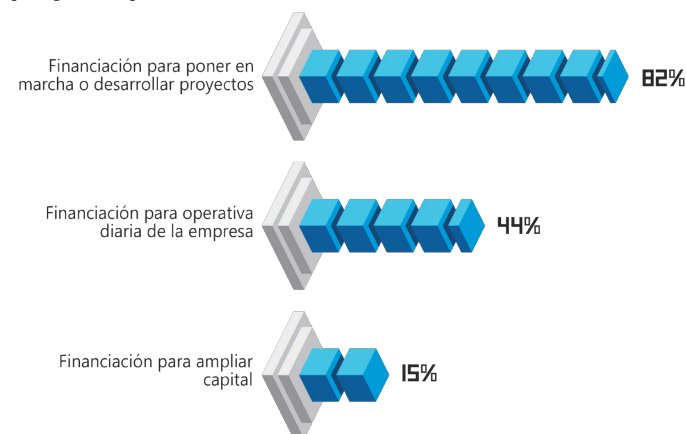 Financiación para poner en
marcha o desarrollar proyectos
82%
Financiación para operativa
diaria de la empresa
44%
Financiación para ampliar
capital
15%